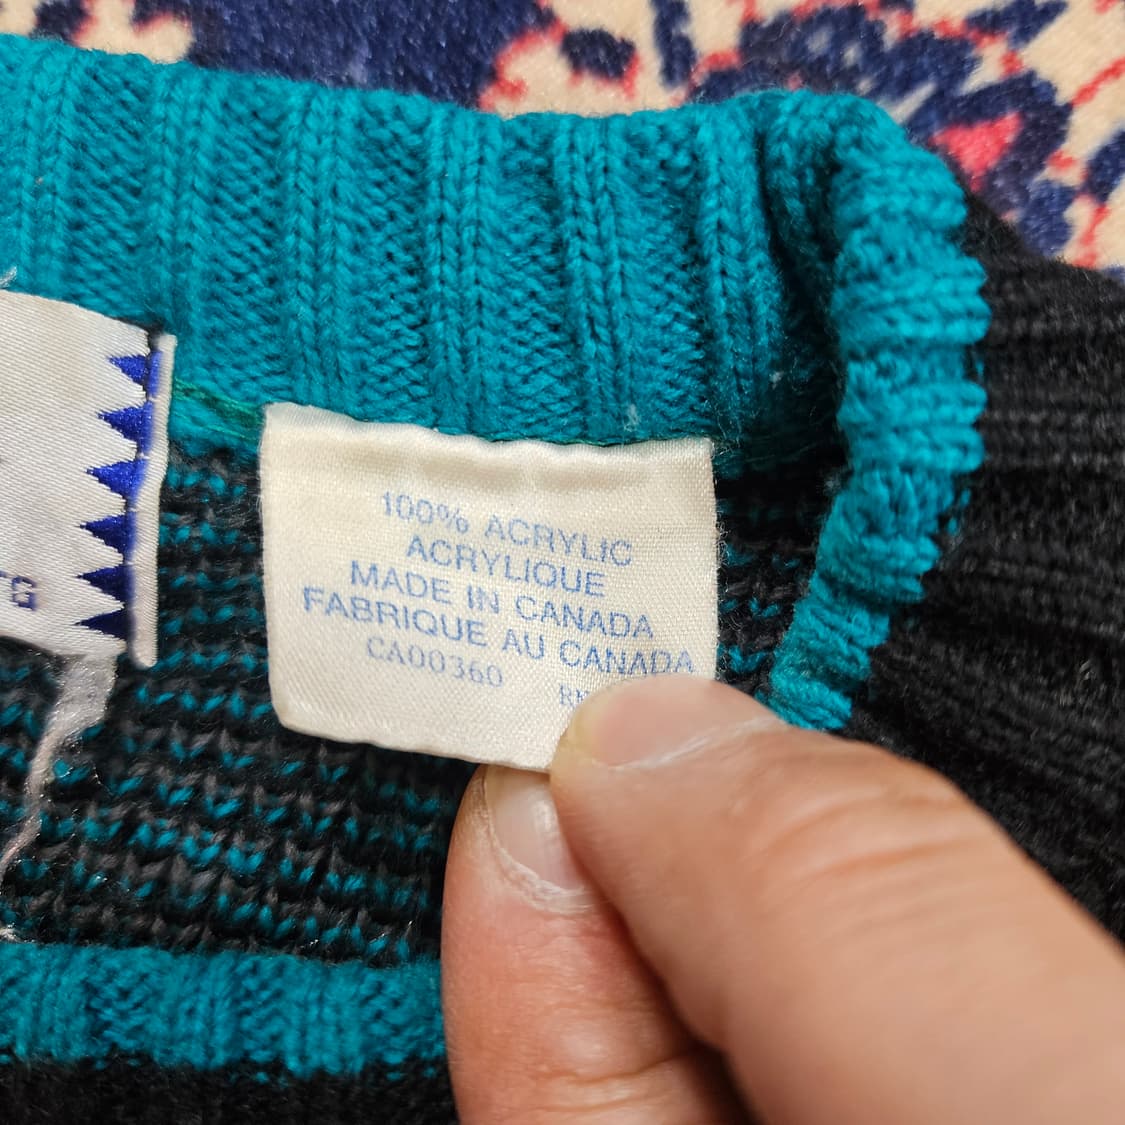 100% ACRYLIC
ACRYLIQUE
MADE IN CANADA
FABRIQUE AU CANADA
CA00360
G